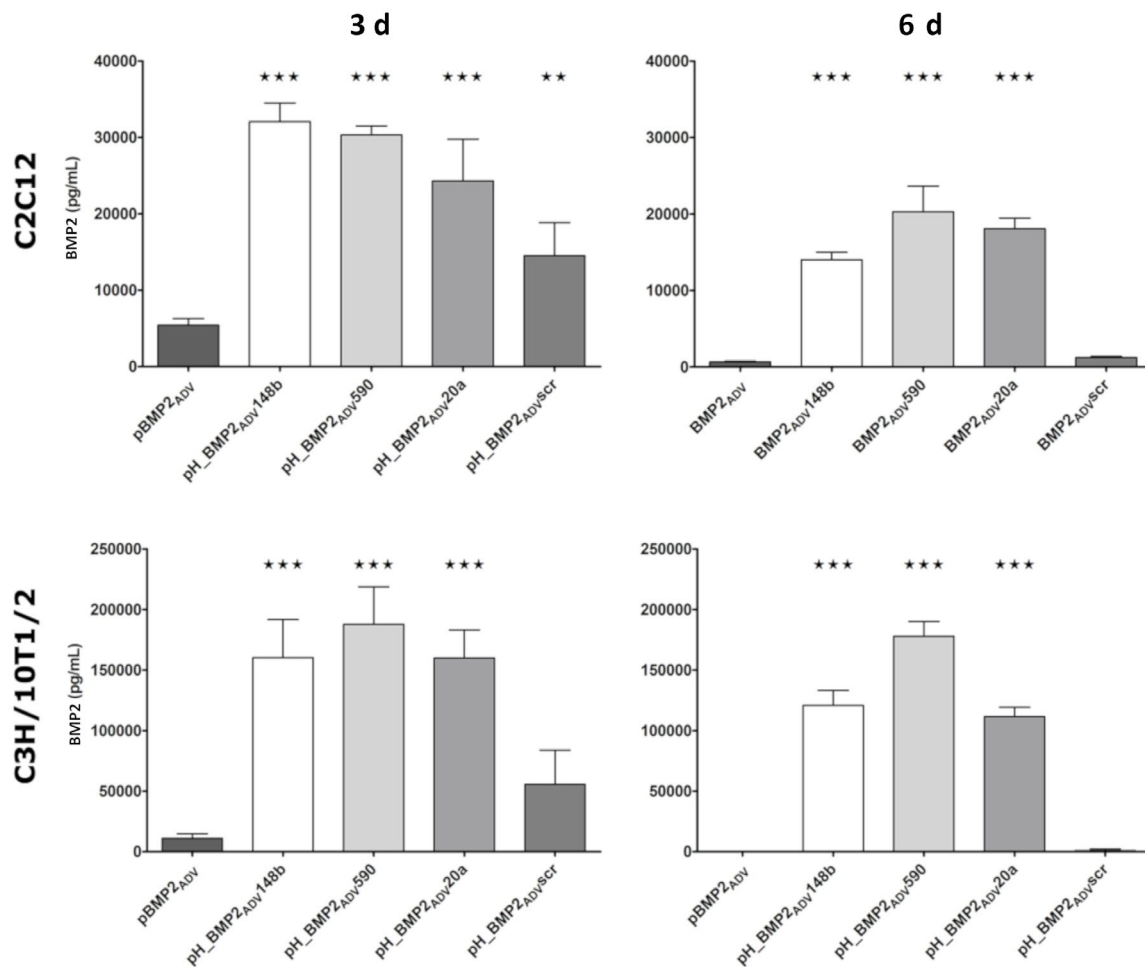 3 d
6 d
C2C12
BMP2 (pg/mL)
40000
30000
20000
10000
0
★★★
★★★
★★★
★★
pBMP2ADV
pH_BMP2ADV148b
pH_BMP2ADV590
pH_BMP2ADV20a
pH_BMP2ADVscr
40000
30000
20000
10000
0
★★★
★★★
★★★
BMP2ADV
BMP2ADV148b
BMP2ADV590
BMP2ADV20a
BMP2ADVscr
C3H/10T1/2
BMP2 (pg/mL)
250000
200000
150000
100000
50000
0
★★★
★★★
★★★
pBMP2ADV
pH_BMP2ADV148b
pH_BMP2ADV590
pH_BMP2ADV20a
pH_BMP2ADVscr
250000
200000
150000
100000
50000
0
★★★
★★★
★★★
pBMP2ADV
pH_BMP2ADV148b
pH_BMP2ADV590
pH_BMP2ADV20a
pH_BMP2ADVscr